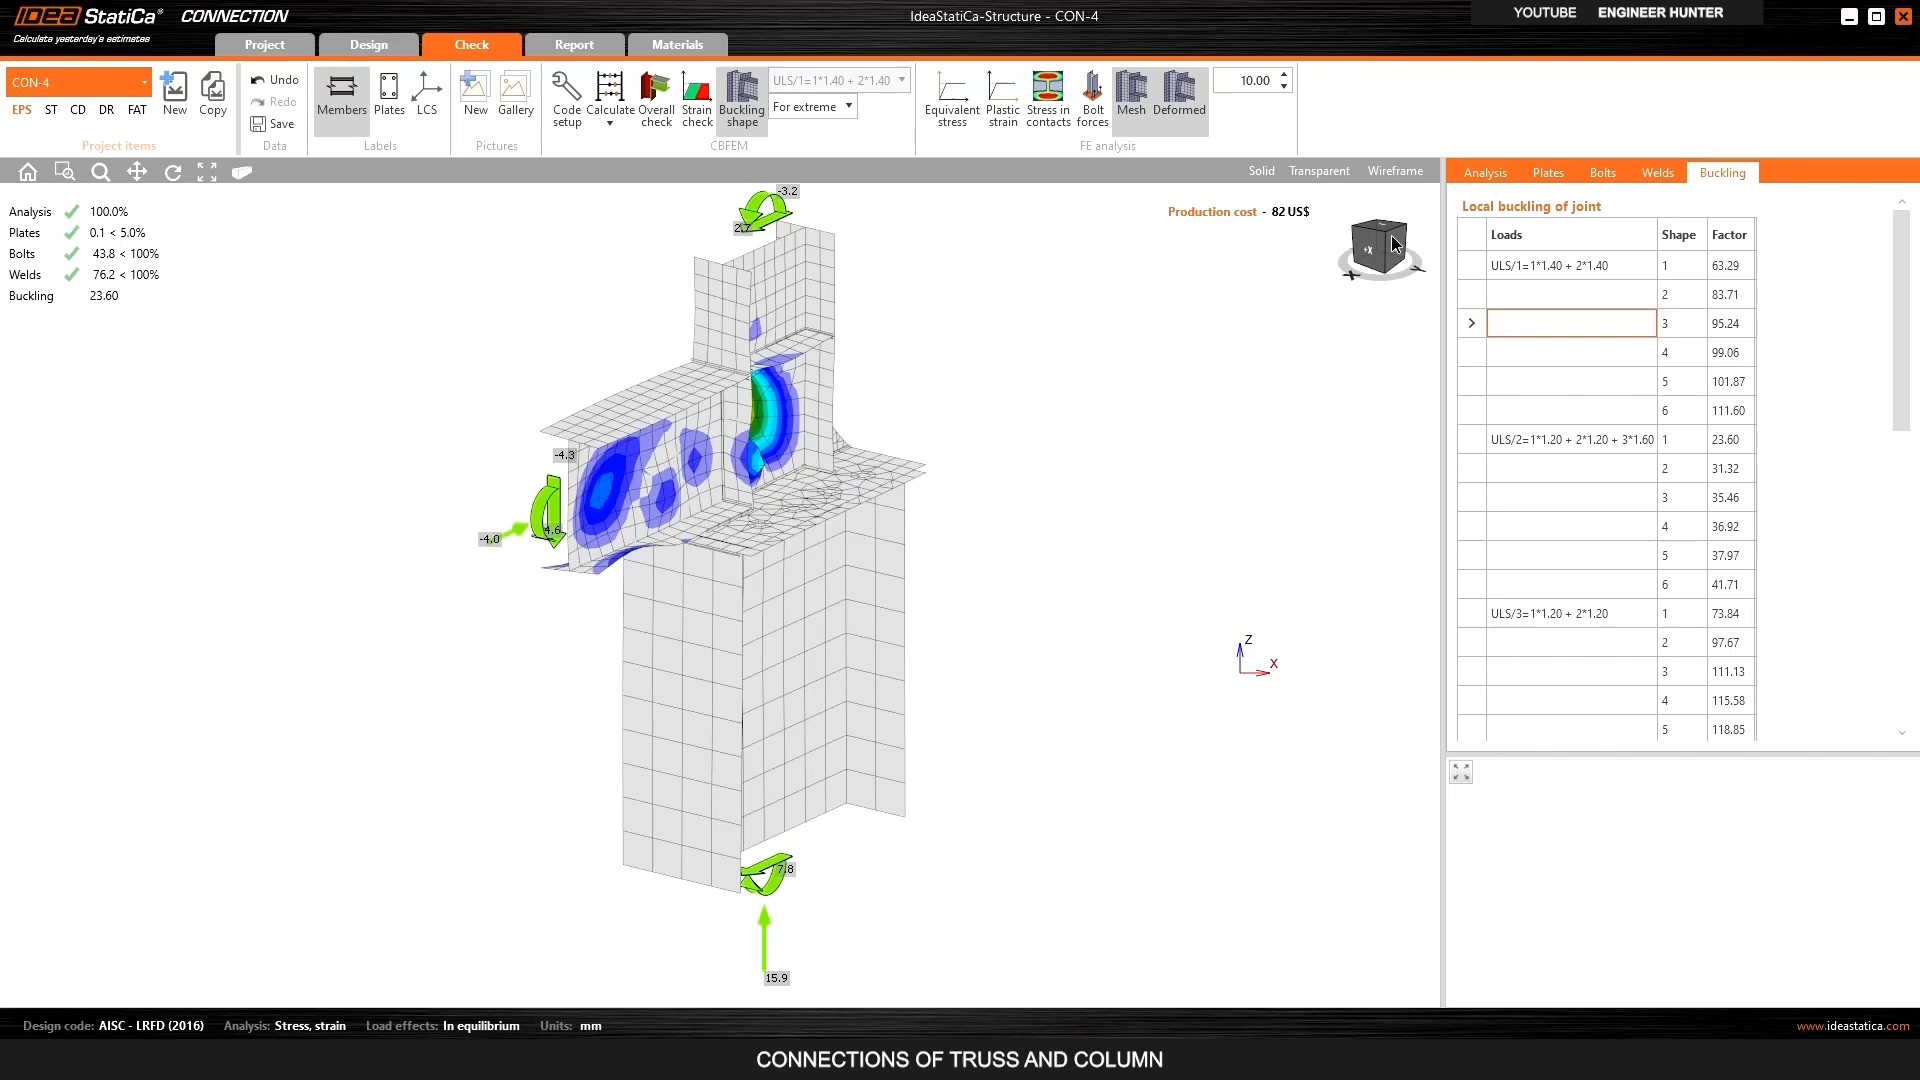 IDEA StatiCa® CONNECTION
Calculate yesterday's estimates
IdeaStatiCa-Structure - CON-4
YOUTUBE ENGINEER HUNTER
Project Design Check Report Materials
CON-4
EPS ST CD DR FAT
New Copy
Project items
Undo
Redo
Save
Data
Members Plates LCS
Labels
New Gallery
Pictures
Code setup Calculate Overall check Strain check Buckling shape
ULS/1=1*1.40 + 2*1.40
For extreme
CBFEM
Equivalent stress Plastic strain Stress in contacts Bolt forces Mesh Deformed
10.00
FE analysis
Solid Transparent Wireframe
Analysis 100.0%
Plates 0.1 < 5.0%
Bolts 43.8 < 100%
Welds 76.2 < 100%
Buckling 23.60
Production cost - 82 US$
+X
-3.2
2.7
-4.3
4.6
-4.0
7.8
15.9
Z
X
Analysis Plates Bolts Welds Buckling
Local buckling of joint
Loads Shape Factor
ULS/1=1*1.40 + 2*1.40 1 63.29
2 83.71
> 3 95.24
4 99.06
5 101.87
6 111.60
ULS/2=1*1.20 + 2*1.20 + 3*1.60 1 23.60
2 31.32
3 35.46
4 36.92
5 37.97
6 41.71
ULS/3=1*1.20 + 2*1.20 1 73.84
2 97.67
3 111.13
4 115.58
5 118.85
Design code: AISC - LRFD (2016) Analysis: Stress, strain Load effects: In equilibrium Units: mm
www.ideastatica.com
CONNECTIONS OF TRUSS AND COLUMN